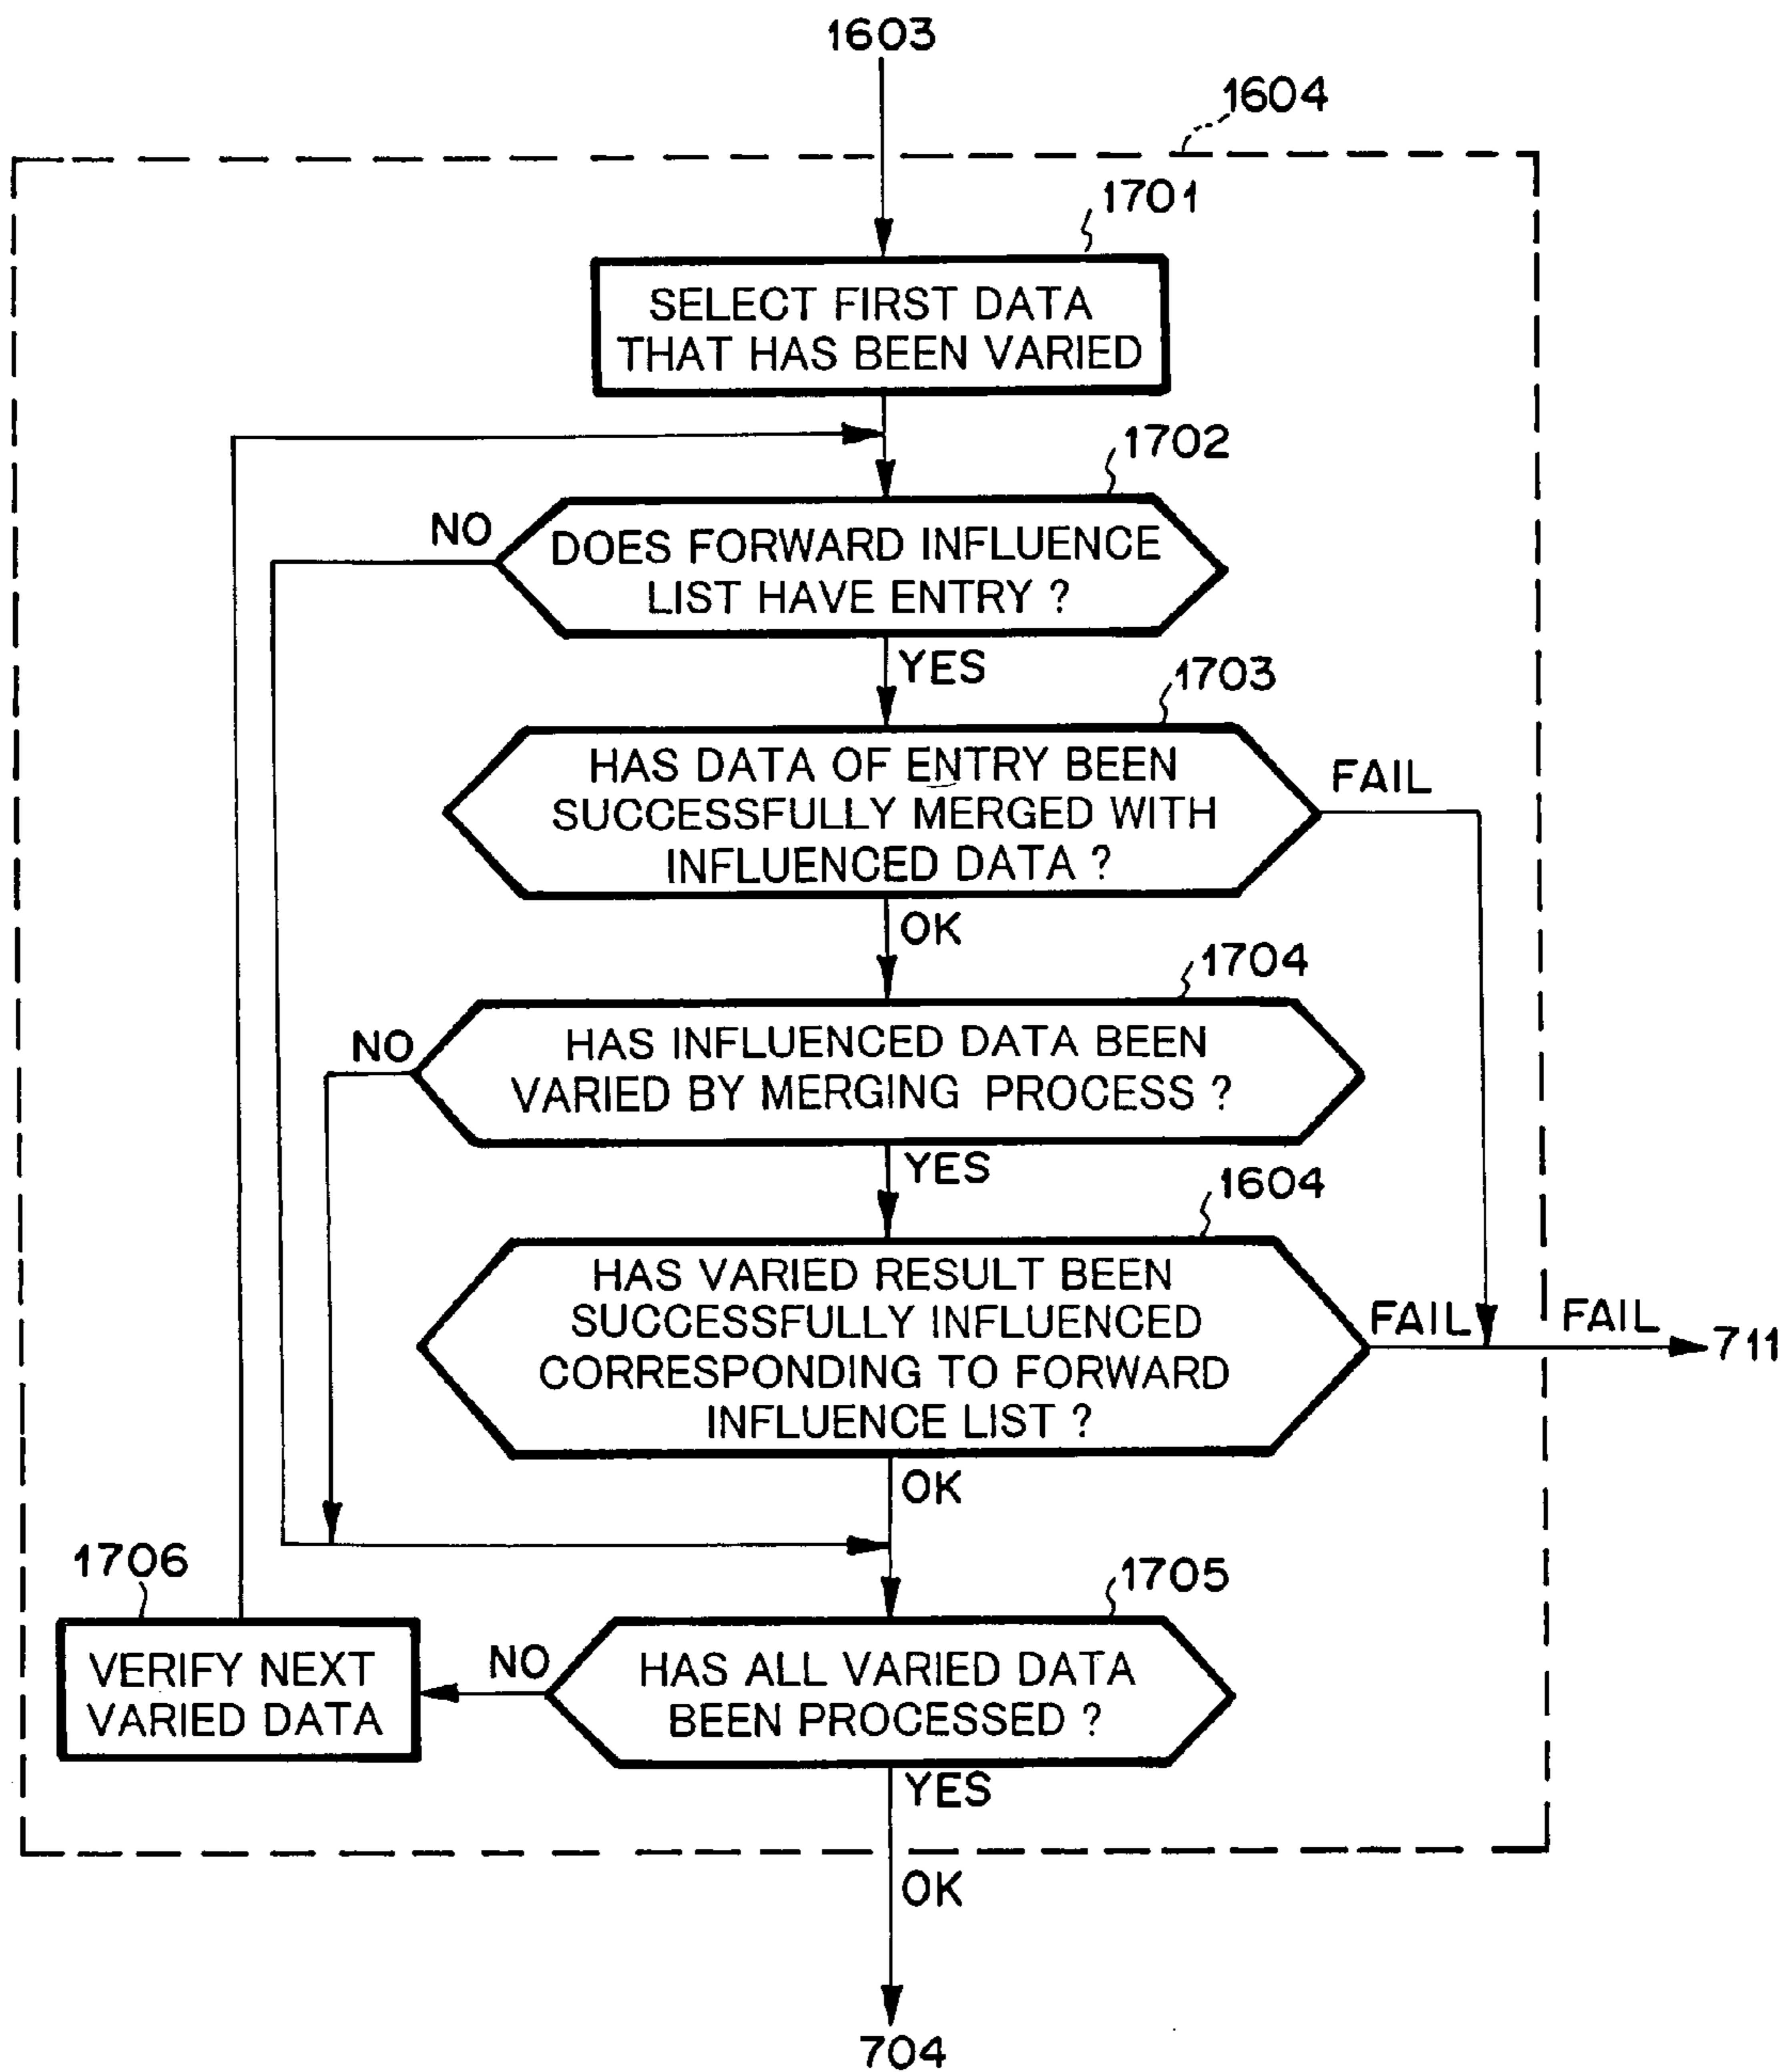 1603
1604
1701
SELECT FIRST DATA
THAT HAS BEEN VARIED
1702
NO
DOES FORWARD INFLUENCE
LIST HAVE ENTRY ?
YES
1703
HAS DATA OF ENTRY BEEN
SUCCESSFULLY MERGED WITH
INFLUENCED DATA ?
FAIL
OK
1704
NO
HAS INFLUENCED DATA BEEN
VARIED BY MERGING PROCESS ?
YES
1604
HAS VARIED RESULT BEEN
SUCCESSFULLY INFLUENCED
CORRESPONDING TO FORWARD
INFLUENCE LIST ?
FAIL
FAIL
711
OK
1706
1705
VERIFY NEXT
VARIED DATA
NO
HAS ALL VARIED DATA
BEEN PROCESSED ?
YES
OK
704